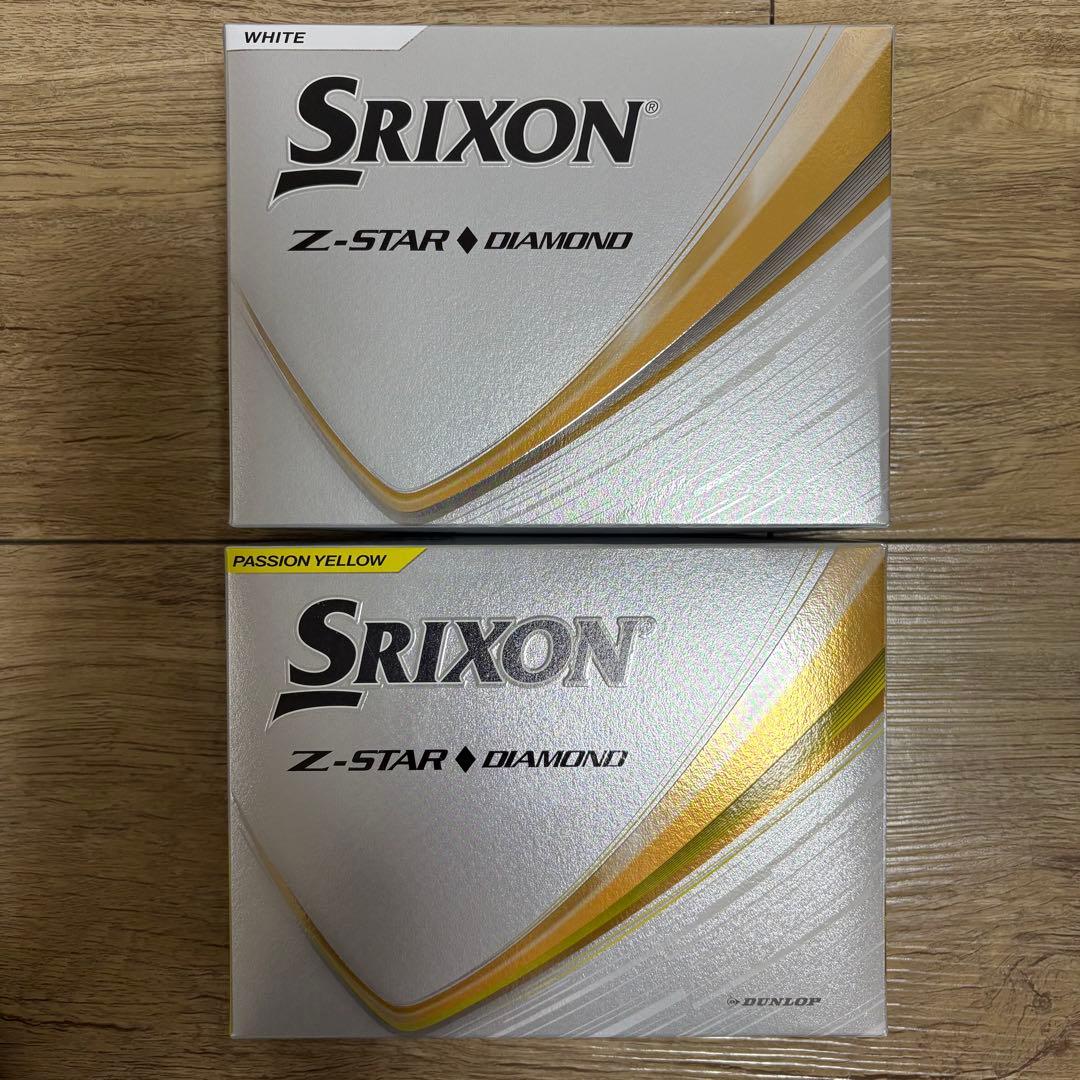 WHITE
SRIXON®
Z-STAR♦DIAMOND
PASSION YELLOW
SRIXON®
Z-STAR♦DIAMOND
DUNLOP